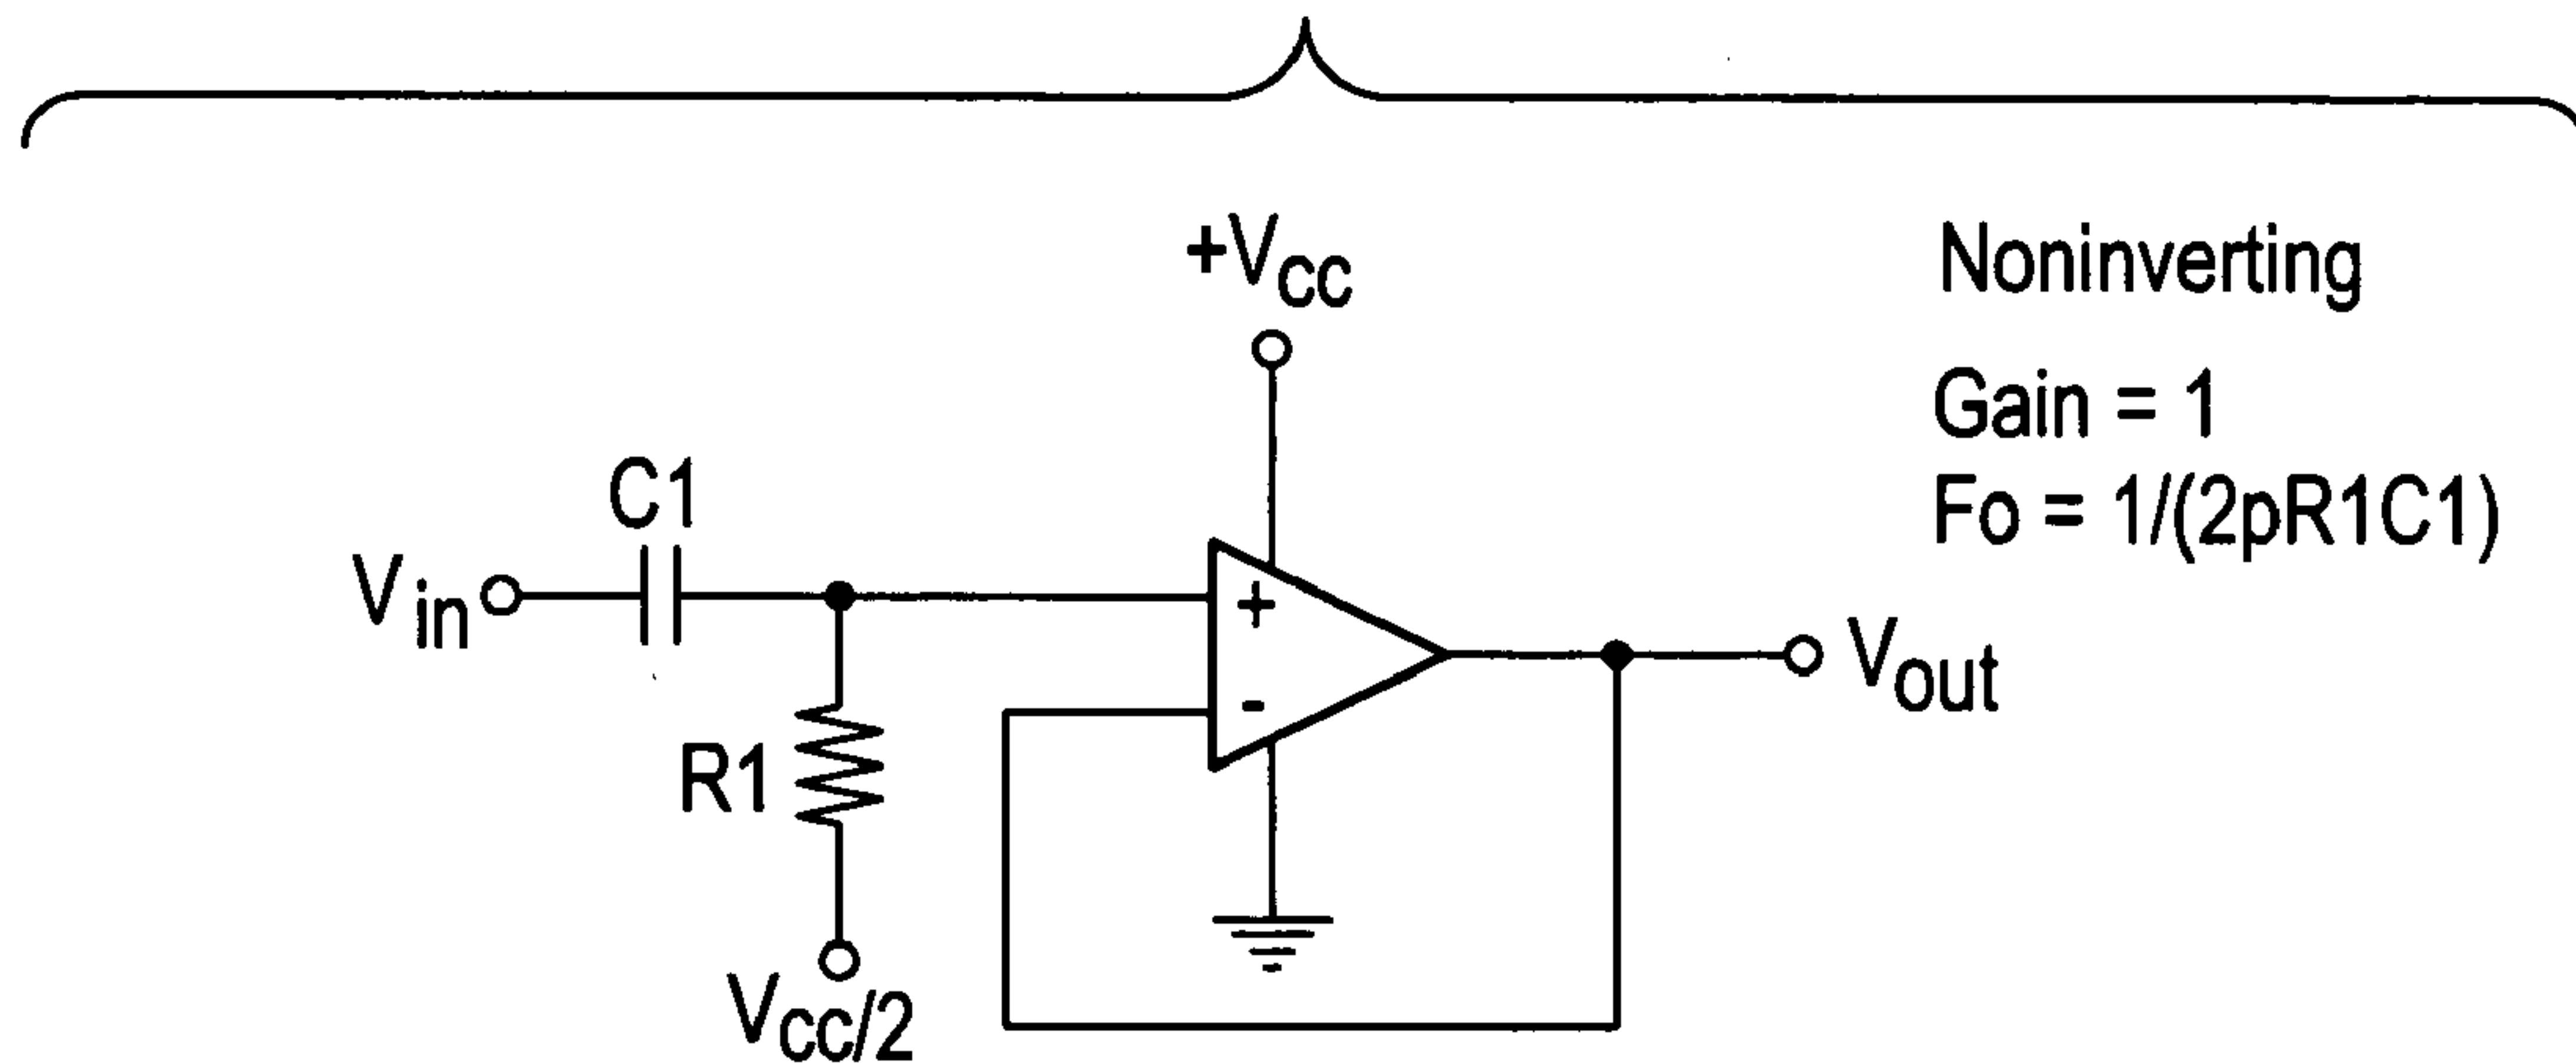 +VCC
Noninverting
Gain = 1
Fo = 1/(2pR1C1)
C1
Vin
+
-
Vout
R1
VCC/2